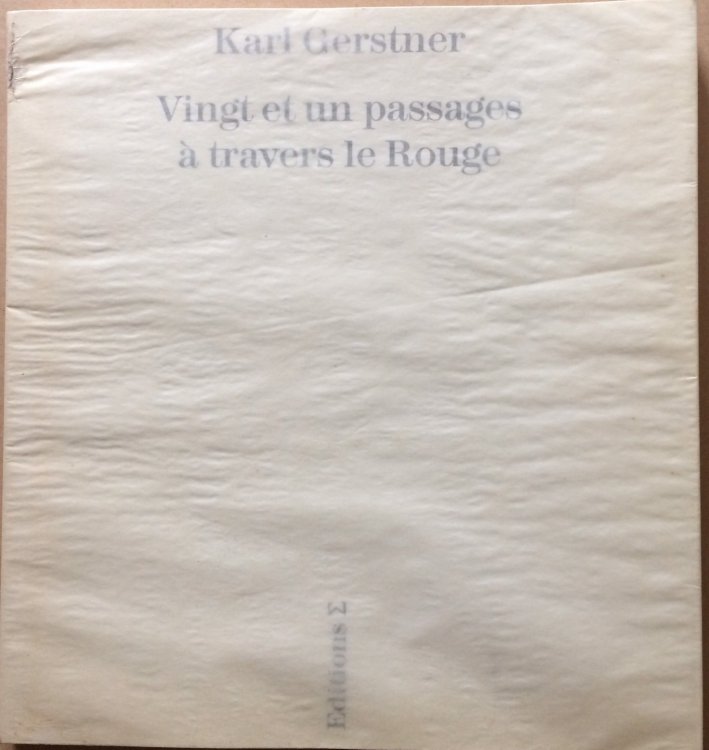 Karl Gerstner
Vingt et un passages
à travers le Rouge
Editions Σ